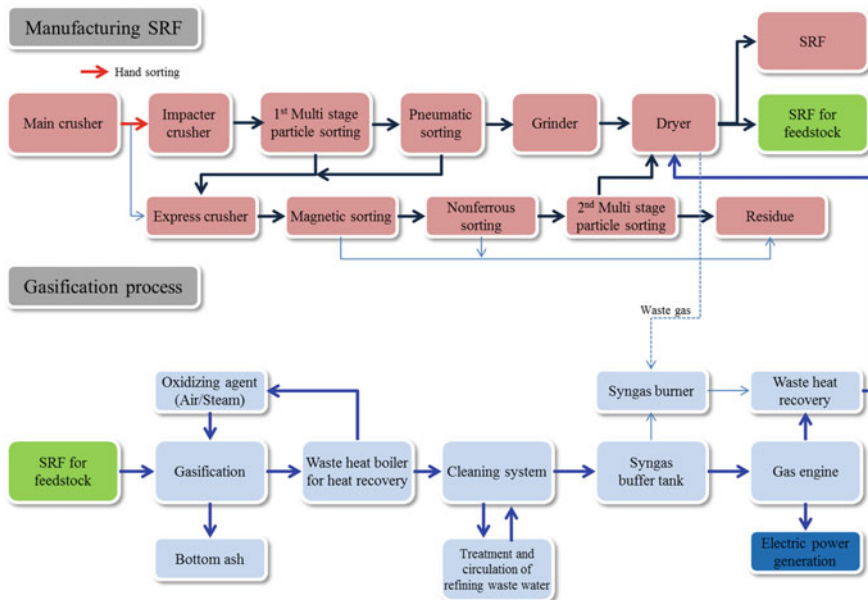 Manufacturing SRF
Hand sorting
Main crusher
Impacter
crusher
1st Multi stage
particle sorting
Pneumatic
sorting
Grinder
Dryer
SRF
SRF for
feedstock
Express crusher
Magnetic sorting
Nonferrous
sorting
2nd Multi stage
particle sorting
Residue
Gasification process
Waste gas
Oxidizing agent
(Air/Steam)
Syngas burner
Waste heat
recovery
SRF for
feedstock
Gasification
Waste heat boiler
for heat recovery
Cleaning system
Syngas
buffer tank
Gas engine
Bottom ash
Treatment and
circulation of
refining waste water
Electric power
generation